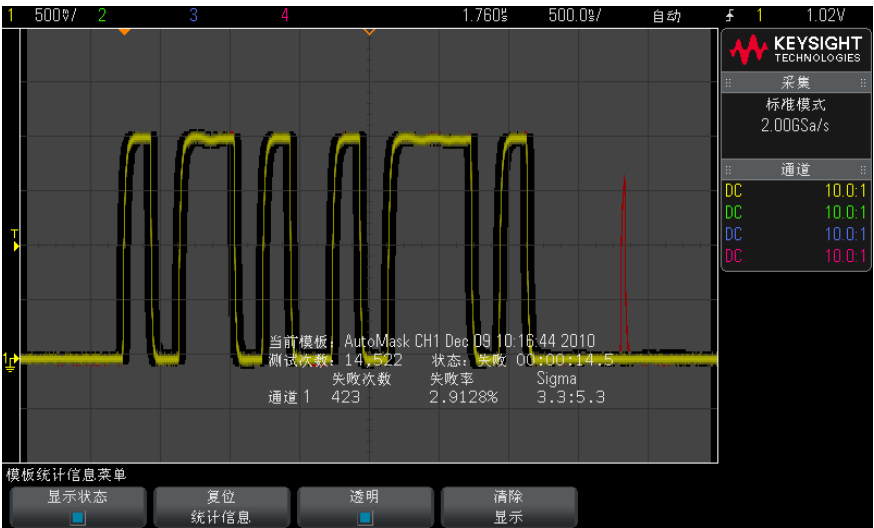 1 500♈/ 2 3 4 1.760㎲ 500.0㎱/ 自动 1 1.02V
KEYSIGHT
TECHNOLOGIES
采集
标准模式
2.00GSa/s
通道
DC 10.0:1
DC 10.0:1
DC 10.0:1
DC 10.0:1
T
1
当前模板: AutoMask CH1 Dec 09 10:16:44 2010
测试次数: 14,522 状态: 失败 00:00:14.5
失败次数 失败率 Sigma
通道 1 423 2.9128% 3.3:5.3
模板统计信息菜单
显示状态 复位 透明 清除
统计信息 显示